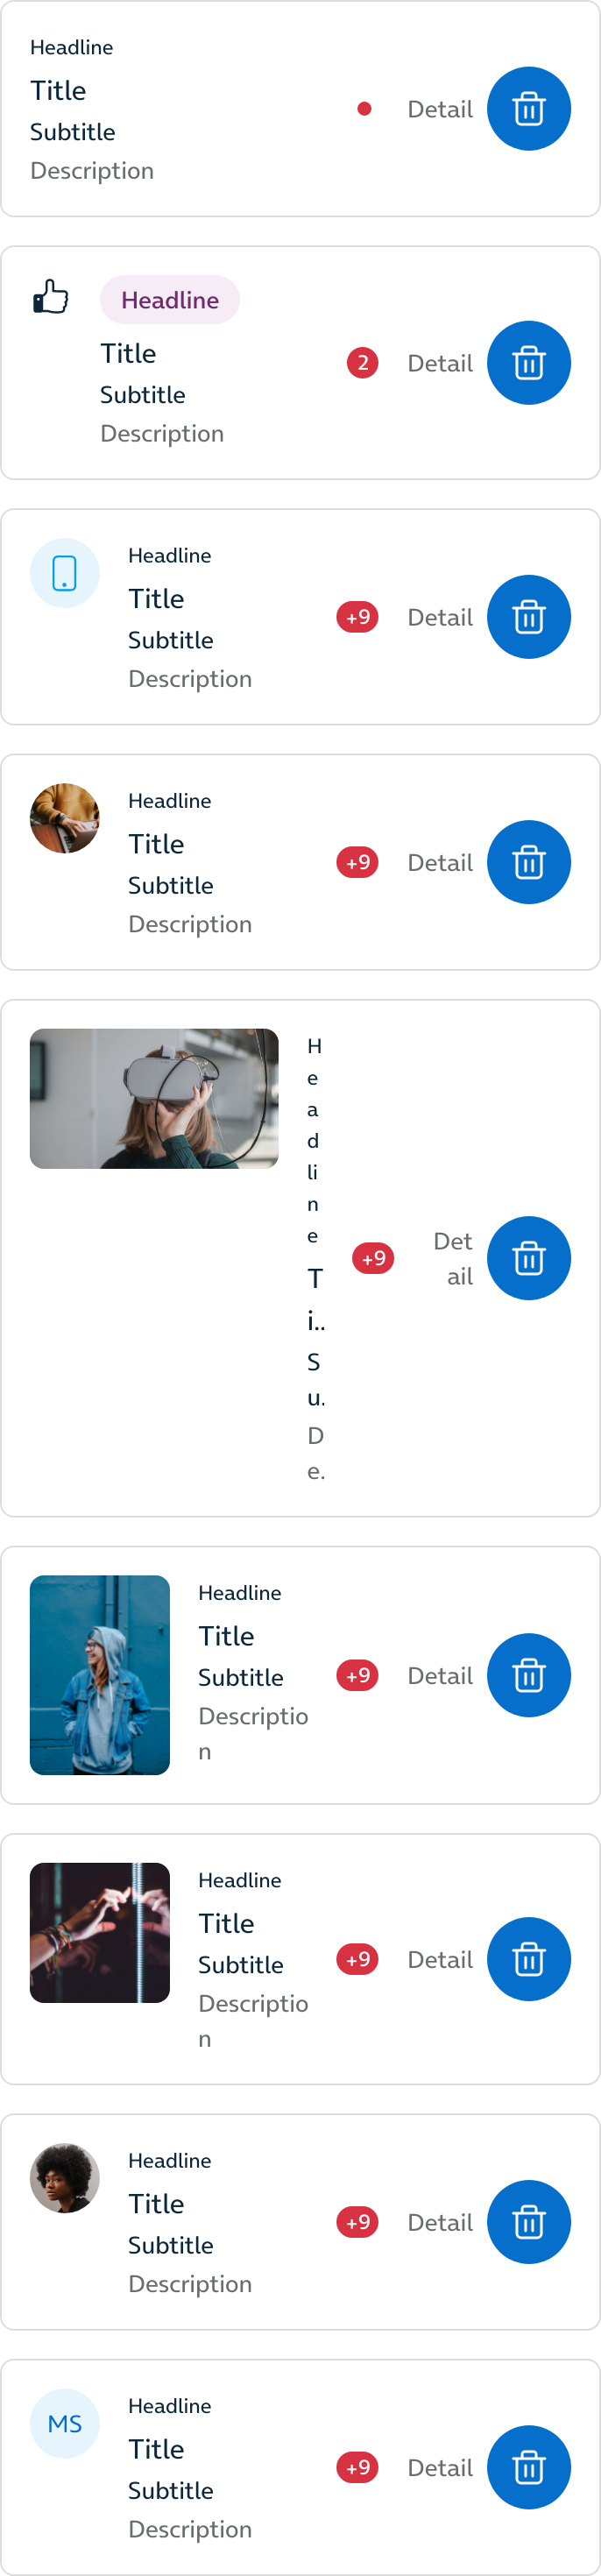 Headline
Title
Subtitle
Description
Detail
Headline
Title
Subtitle
Description
2
Detail
Headline
Title
Subtitle
Description
+9
Detail
Headline
Title
Subtitle
Description
+9
Detail
H
e
a
d
li
n
e
T
i..
S
u.
D
e.
+9
Det
ail
Headline
Title
Subtitle
Descriptio
n
+9
Detail
Headline
Title
Subtitle
Descriptio
n
+9
Detail
Headline
Title
Subtitle
Description
+9
Detail
MS
Headline
Title
Subtitle
Description
+9
Detail